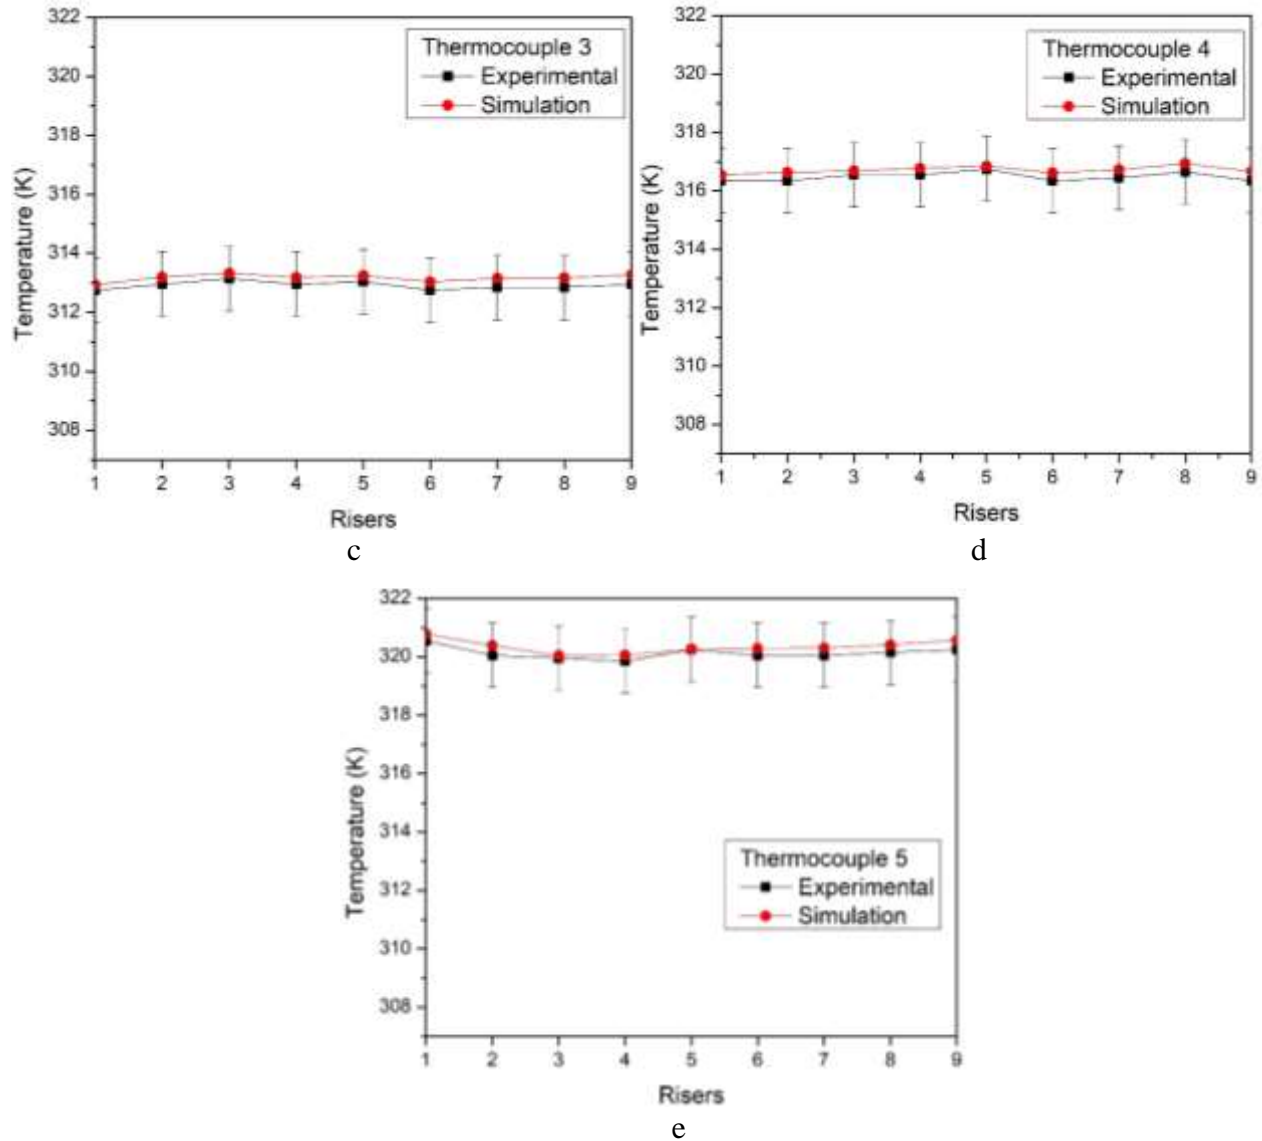 322
320
318
316
314
312
310
308
Temperature (K)
Thermocouple 3
Experimental
Simulation
1 2 3 4 5 6 7 8 9
Risers
c
322
320
318
316
314
312
310
308
Temperature (K)
Thermocouple 4
Experimental
Simulation
1 2 3 4 5 6 7 8 9
Risers
d
322
320
318
316
314
312
310
308
Temperature (K)
Thermocouple 5
Experimental
Simulation
1 2 3 4 5 6 7 8 9
Risers
e